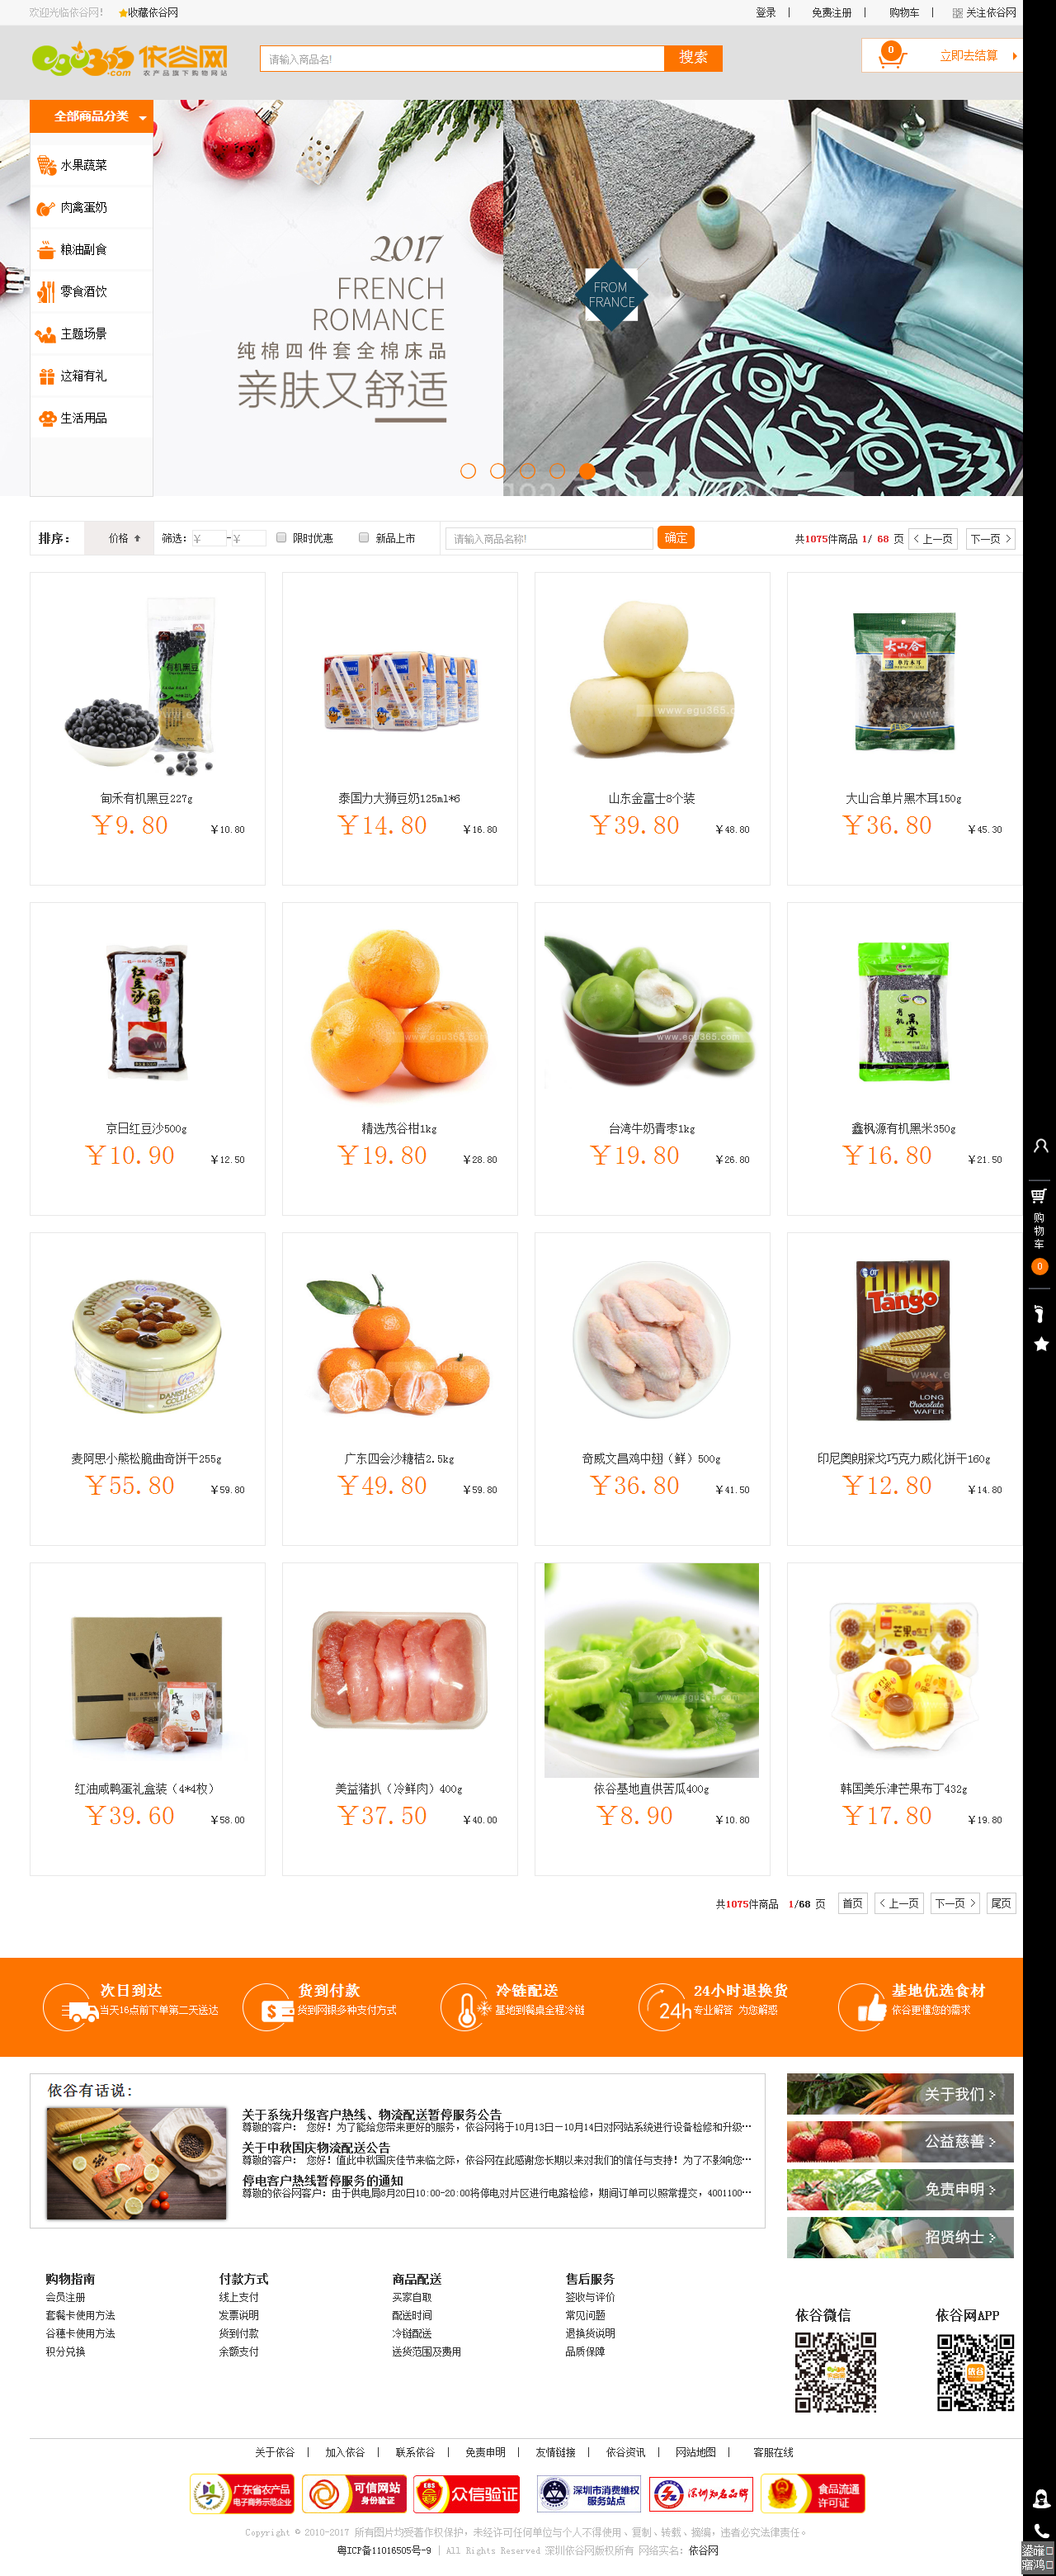 欢迎光临依谷网! 收藏依谷网 登录 | 免费注册 | 购物车 | 关注依谷网
egu365.com 依谷网
农产品旗下购物网站
请输入商品名! 搜索
0 立即去结算
全部商品分类
水果蔬菜
肉禽蛋奶
粮油副食
零食酒饮
主题场景
这箱有礼
生活用品
2017
FRENCH
ROMANCE
纯棉四件套全棉床品
亲肤又舒适
FROM
FRANCE
排序: 价格 筛选: ¥ - ¥ 限时优惠 新品上市 请输入商品名称! 确定 共1075件商品 1/ 68 页 上一页 下一页
有机黑豆
大山合
www.egu365.com
甸禾有机黑豆227g
¥9.80 ¥10.80
泰国力大狮豆奶125ml*6
¥14.80 ¥16.80
山东金富士8个装
¥39.80 ¥48.80
大山合单片黑木耳150g
¥36.80 ¥45.30
红豆沙
(馅料)
有机黑米
www.egu365.com
京日红豆沙500g
¥10.90 ¥12.50
精选茂谷柑1kg
¥19.80 ¥28.80
台湾牛奶青枣1kg
¥19.80 ¥26.80
鑫枫源有机黑米350g
¥16.80 ¥21.50
购物车
0
DANISH COOKIE COLLECTION
Tango
LONG
Chocolate
WAFER
麦阿思小熊松脆曲奇饼干255g
¥55.80 ¥59.80
广东四会沙糖桔2.5kg
¥49.80 ¥59.80
奇威文昌鸡中翅（鲜）500g
¥36.80 ¥41.50
印尼奥朗探戈巧克力威化饼干160g
¥12.80 ¥14.80
www.egu365.com
红油咸鸭蛋礼盒装（4*4枚）
¥39.60 ¥58.00
美益猪扒（冷鲜肉）400g
¥37.50 ¥40.00
依谷基地直供苦瓜400g
¥8.90 ¥10.80
韩国美乐津芒果布丁432g
¥17.80 ¥19.80
共1075件商品 1/68 页 首页 上一页 下一页 尾页
次日到达
当天16点前下单第二天送达
货到付款
货到网银多种支付方式
冷链配送
基地到餐桌全程冷链
24h
24小时退换货
专业解答 为您解惑
基地优选食材
依谷更懂您的需求
依谷有话说:
关于系统升级客户热线、物流配送暂停服务公告
尊敬的客户: 您好! 为了能给您带来更好的服务, 依谷网将于10月13日—10月14日对网站系统进行设备检修和升级…
关于中秋国庆物流配送公告
尊敬的客户: 您好! 值此中秋国庆佳节来临之际, 依谷网在此感谢您长期以来对我们的信任与支持! 为了不影响您…
停电客户热线暂停服务的通知
尊敬的依谷网客户: 由于供电局8月20日10:00-20:00将停电对片区进行电路检修, 期间订单可以照常提交, 4001100…
关于我们
公益慈善
免责申明
招贤纳士
购物指南
会员注册
套餐卡使用方法
谷穗卡使用方法
积分兑换
付款方式
线上支付
发票说明
货到付款
余额支付
商品配送
买家自取
配送时间
冷链配送
送货范围及费用
售后服务
签收与评价
常见问题
退换货说明
品质保障
依谷微信
依谷网APP
依谷
关于依谷 | 加入依谷 | 联系依谷 | 免责申明 | 友情链接 | 依谷资讯 | 网站地图 | 客服在线
广东省农产品
电子商务示范企业
可信网站
身份验证
众信验证
深圳市消费维权
服务站点
深圳知名品牌
食品流通
许可证
Copyright © 2010-2017 所有图片均受著作权保护, 未经许可任何单位与个人不得使用、复制、转载、摘编, 违者必究法律责任。
粤ICP备11016505号-9 | All Rights Reserved 深圳依谷网版权所有 网络实名: 依谷网